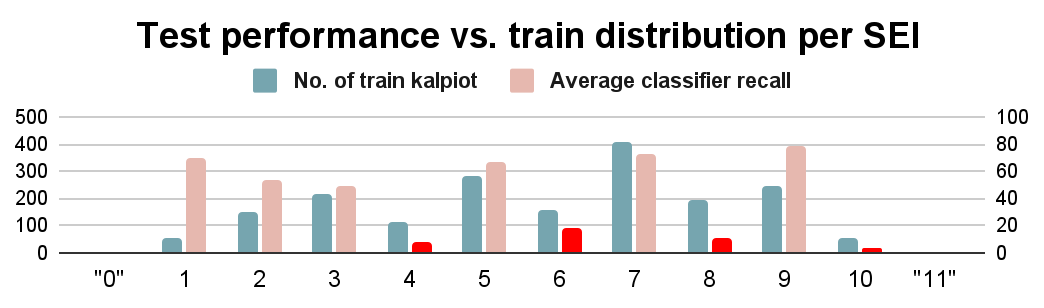 Test performance vs. train distribution per SEI
No. of train kalpiot Average classifier recall
500 100
400 80
300 60
200 40
100 20
0 0
"0" 1 2 3 4 5 6 7 8 9 10 "11"